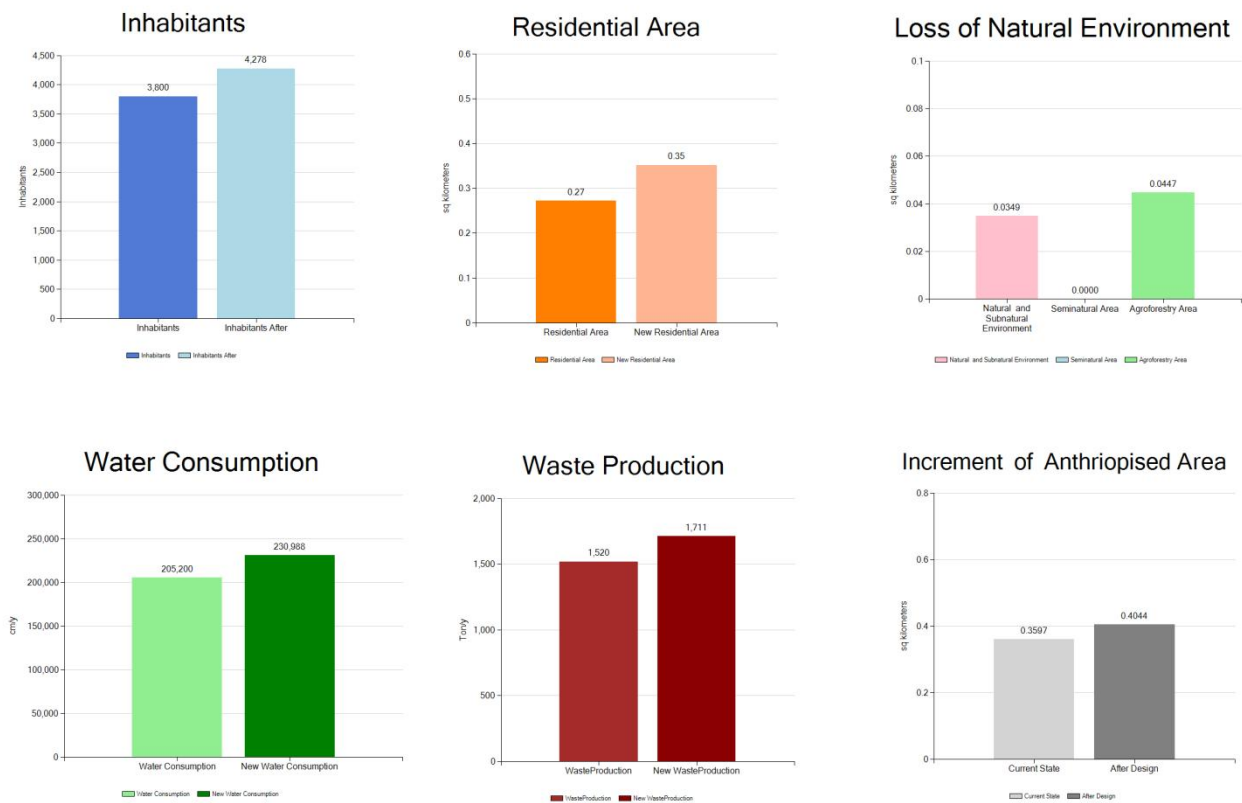 Inhabitants
4,500
4,000
3,500
3,000
2,500
2,000
1,500
1,000
500
0
Inhabitants
3,800
4,278
Inhabitants
Inhabitants After
Inhabitants
Inhabitants After
Residential Area
0.6
0.5
0.4
0.3
0.2
0.1
0
sq kilometers
0.27
0.35
Residential Area
New Residential Area
Residential Area
New Residential Area
Loss of Natural Environment
0.1
0.08
0.06
0.04
0.02
0
sq kilometers
0.0349
0.0000
0.0447
Natural and
Subnatural
Environment
Seminatural Area
Agroforestry Area
Natural and Subnatural Environment
Seminatural Area
Agroforestry Area
Water Consumption
300,000
250,000
200,000
150,000
100,000
50,000
0
cm/y
205,200
230,988
Water Consumption
New Water Consumption
Water Consumption
New Water Consumption
Waste Production
2,000
1,500
1,000
500
0
Ton/y
1,520
1,711
WasteProduction
New WasteProduction
WasteProduction
New WasteProduction
Increment of Anthriopised Area
0.8
0.6
0.4
0.2
0
sq kilometers
0.3597
0.4044
Current State
After Design
Current State
After Design